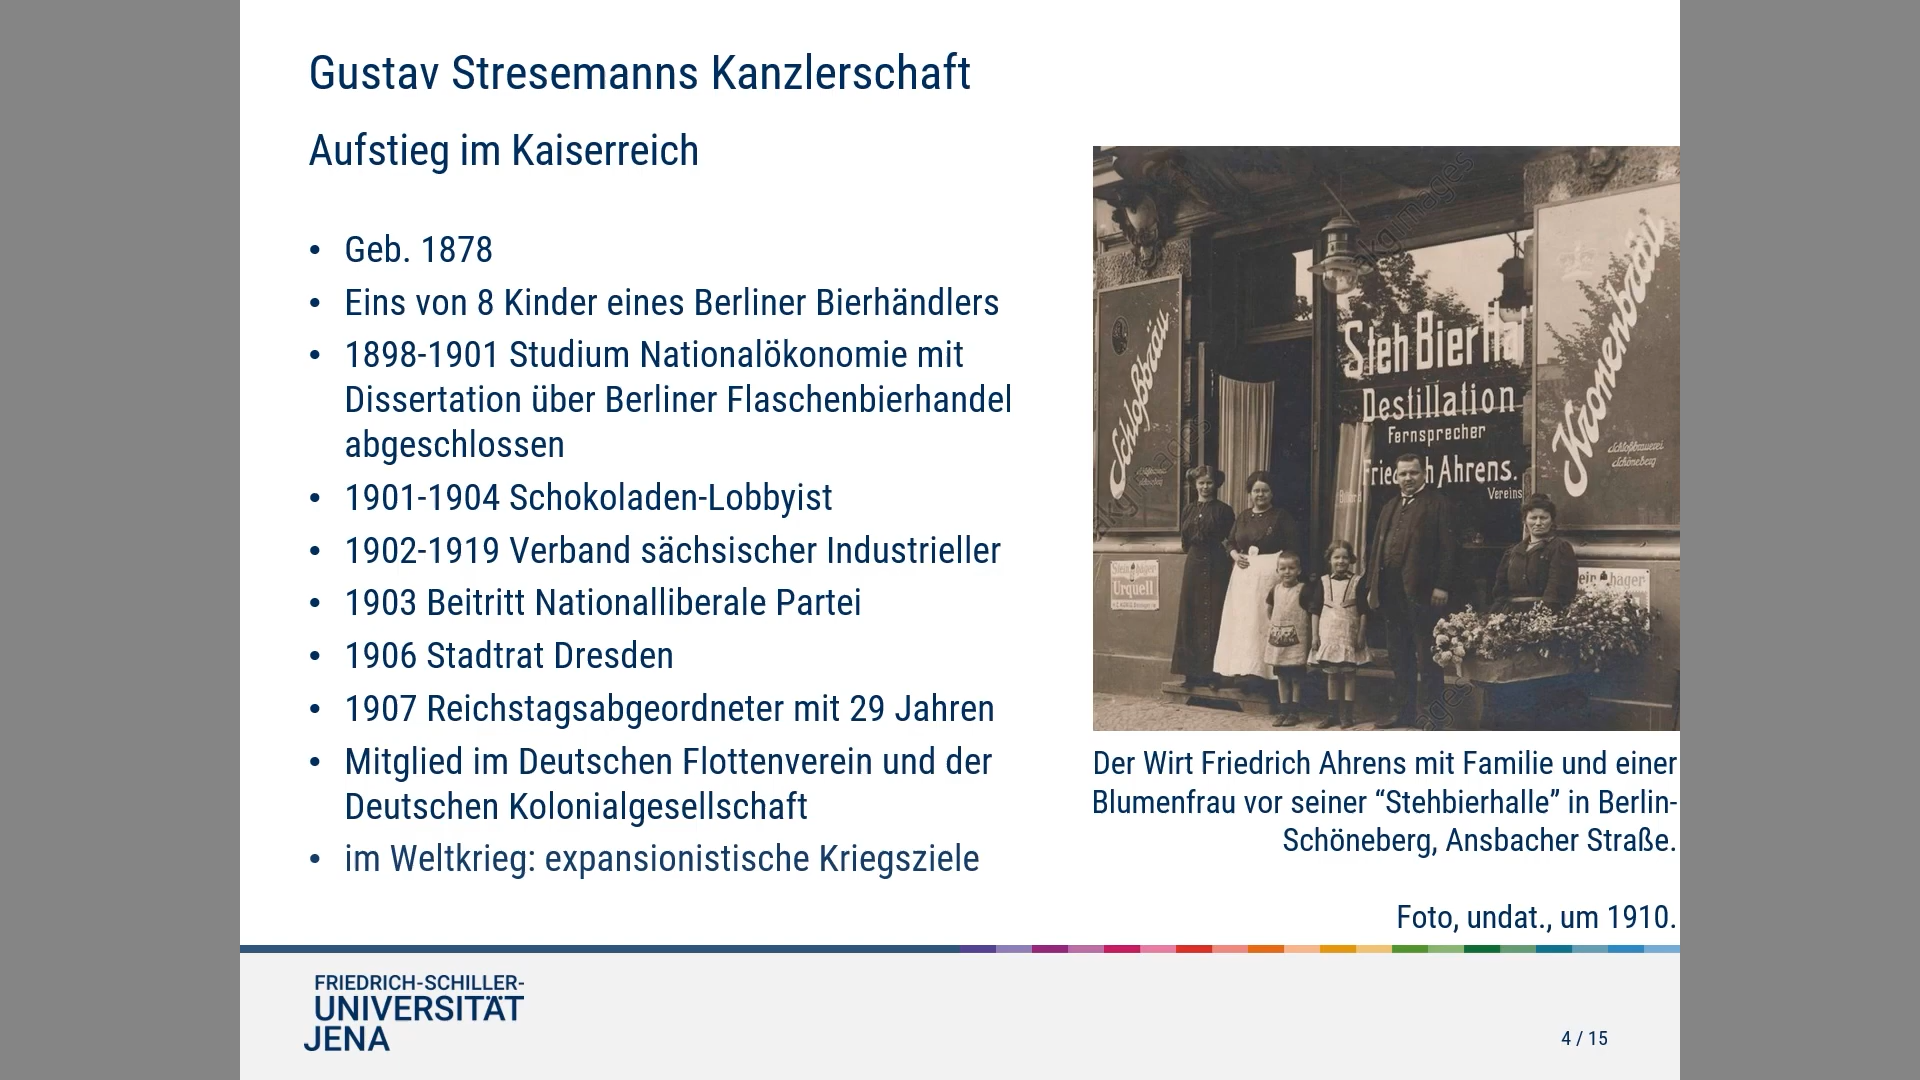 Gustav Stresemanns Kanzlerschaft
Aufstieg im Kaiserreich
• Geb. 1878
• Eins von 8 Kinder eines Berliner Bierhändlers
• 1898-1901 Studium Nationalökonomie mit
Dissertation über Berliner Flaschenbierhandel
abgeschlossen
• 1901-1904 Schokoladen-Lobbyist
• 1902-1919 Verband sächsischer Industrieller
• 1903 Beitritt Nationalliberale Partei
• 1906 Stadtrat Dresden
• 1907 Reichstagsabgeordneter mit 29 Jahren
• Mitglied im Deutschen Flottenverein und der
Deutschen Kolonialgesellschaft
• im Weltkrieg: expansionistische Kriegsziele
akg images
Schloßbräu
Steh Bier Ha
Destillation
Fernsprecher
Ahrens.
Vereins
Kronenbräu
Schloßbrauerei
Schöneberg
Urquell
Der Wirt Friedrich Ahrens mit Familie und einer
Blumenfrau vor seiner “Stehbierhalle” in Berlin-
Schöneberg, Ansbacher Straße.
Foto, undat., um 1910.
FRIEDRICH-SCHILLER-
UNIVERSITÄT
JENA
4 / 15